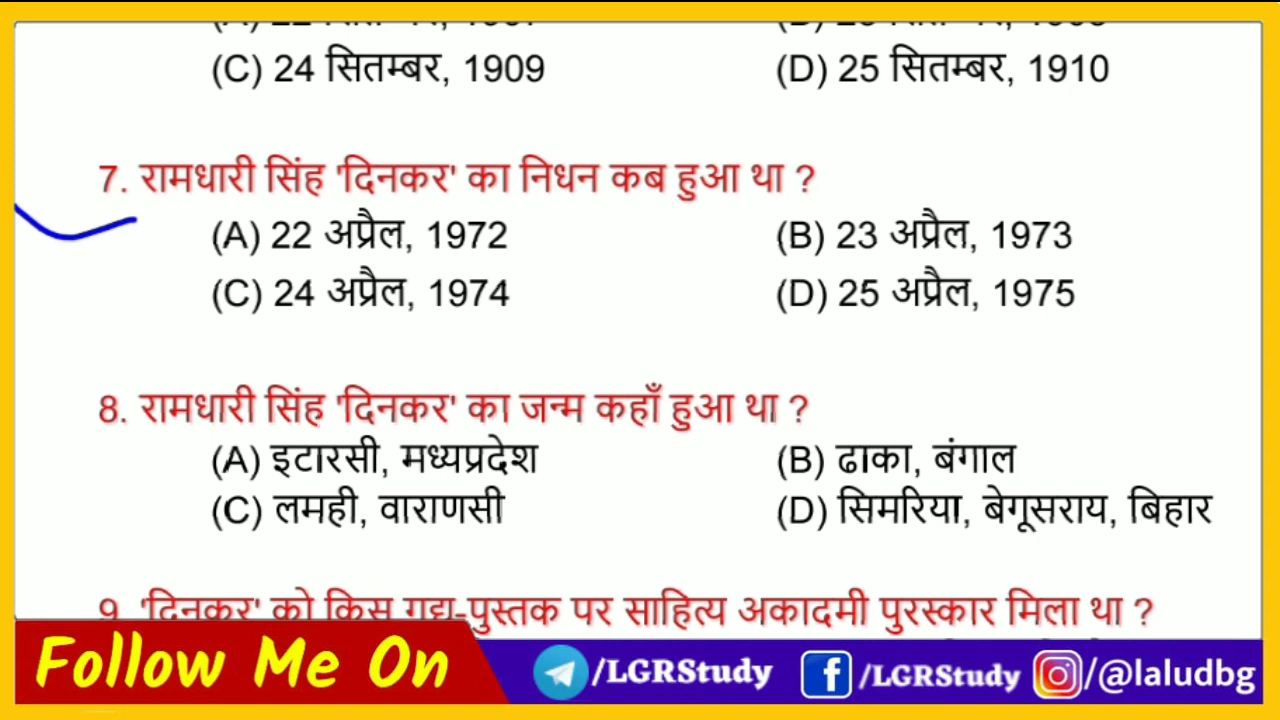 (C) 24 सितम्बर, 1909 (D) 25 सितम्बर, 1910
7. रामधारी सिंह 'दिनकर' का निधन कब हुआ था ?
(A) 22 अप्रैल, 1972 (B) 23 अप्रैल, 1973
(C) 24 अप्रैल, 1974 (D) 25 अप्रैल, 1975
8. रामधारी सिंह 'दिनकर' का जन्म कहाँ हुआ था ?
(A) इटारसी, मध्यप्रदेश (B) ढाका, बंगाल
(C) लमही, वाराणसी (D) सिमरिया, बेगूसराय, बिहार
9. 'दिनकर' को किस गद्य-पुस्तक पर साहित्य अकादमी पुरस्कार मिला था ?
Follow Me On /LGRStudy /LGRStudy /@laludbg